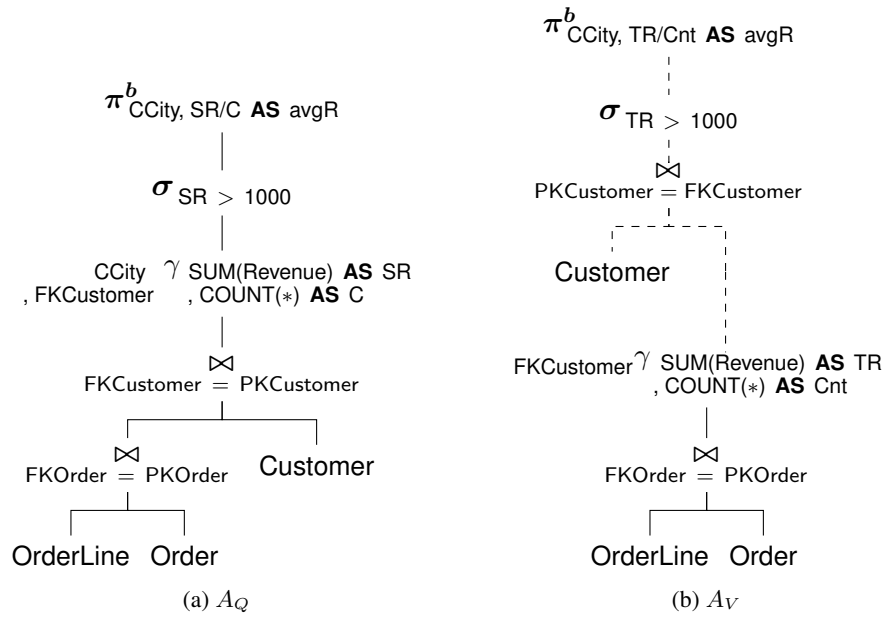 π^b CCity, SR/C AS avgR
σ SR > 1000
CCity γ SUM(Revenue) AS SR
, FKCustomer , COUNT(∗) AS C
⋈
FKCustomer = PKCustomer
⋈
FKOrder = PKOrder
Customer
OrderLine Order
(a) A_Q
π^b CCity, TR/Cnt AS avgR
σ TR > 1000
⋈
PKCustomer = FKCustomer
Customer
FKCustomer γ SUM(Revenue) AS TR
, COUNT(∗) AS Cnt
⋈
FKOrder = PKOrder
OrderLine Order
(b) A_V